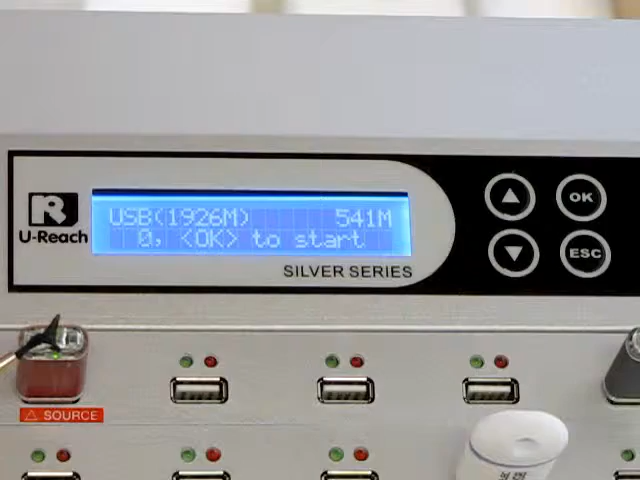 U-Reach
USB(1926M) 541M
0, <OK> to start
SILVER SERIES
OK
ESC
SOURCE